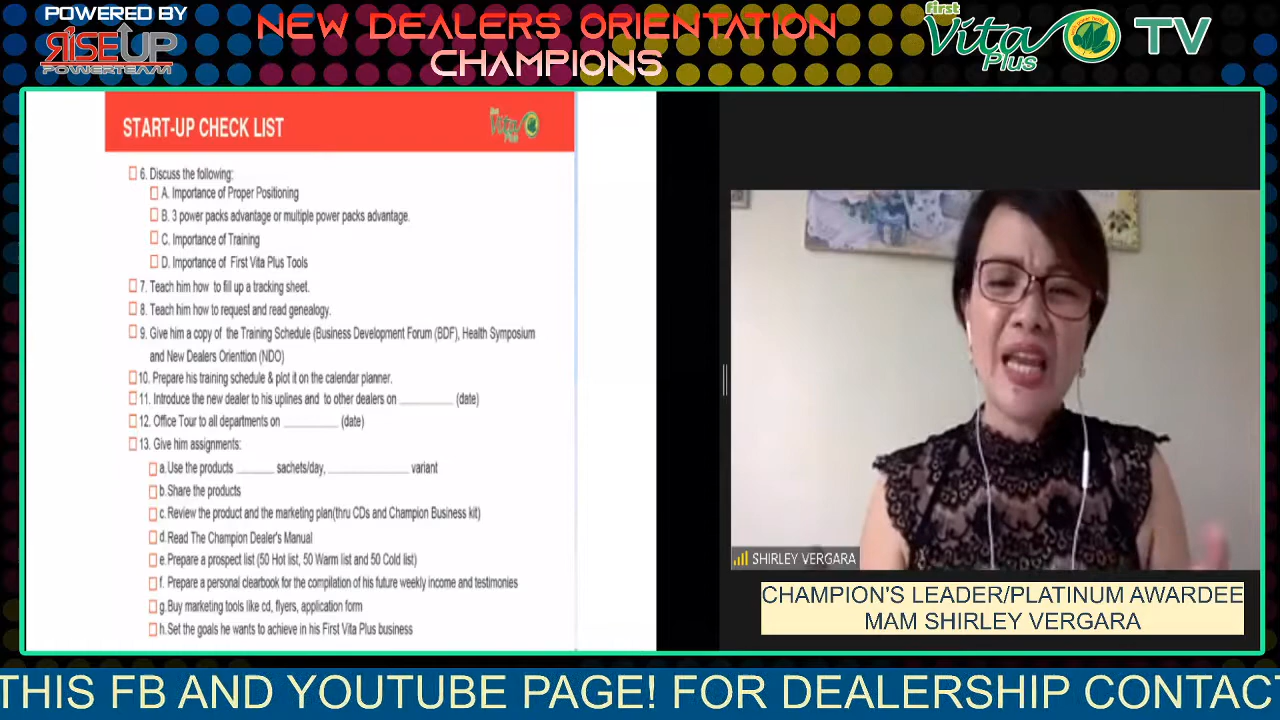 POWERED BY
RISEUP
POWERTEAM
NEW DEALERS ORIENTATION
CHAMPIONS
first
Vita
Plus
TV
START-UP CHECK LIST
first
Vita
Plus
6. Discuss the following:
A. Importance of Proper Positioning
B. 3 power packs advantage or multiple power packs advantage.
C. Importance of Training
D. Importance of First Vita Plus Tools
7. Teach him how to fill up a tracking sheet.
8. Teach him how to request and read genealogy.
9. Give him a copy of the Training Schedule (Business Development Forum (BDF), Health Symposium
and New Dealers Orienttion (NDO)
10. Prepare his training schedule & plot it on the calendar planner.
11. Introduce the new dealer to his uplines and to other dealers on __________ (date)
12. Office Tour to all departments on __________ (date)
13. Give him assignments:
a. Use the products _______ sachets/day, _______________ variant
b. Share the products
c. Review the product and the marketing plan(thru CDs and Champion Business kit)
d. Read The Champion Dealer's Manual
e. Prepare a prospect list (50 Hot list, 50 Warm list and 50 Cold list)
f. Prepare a personal clearbook for the compilation of his future weekly income and testimonies
g. Buy marketing tools like cd, flyers, application form
h. Set the goals he wants to achieve in his First Vita Plus business
SHIRLEY VERGARA
CHAMPION'S LEADER/PLATINUM AWARDEE
MAM SHIRLEY VERGARA
THIS FB AND YOUTUBE PAGE! FOR DEALERSHIP CONTACT